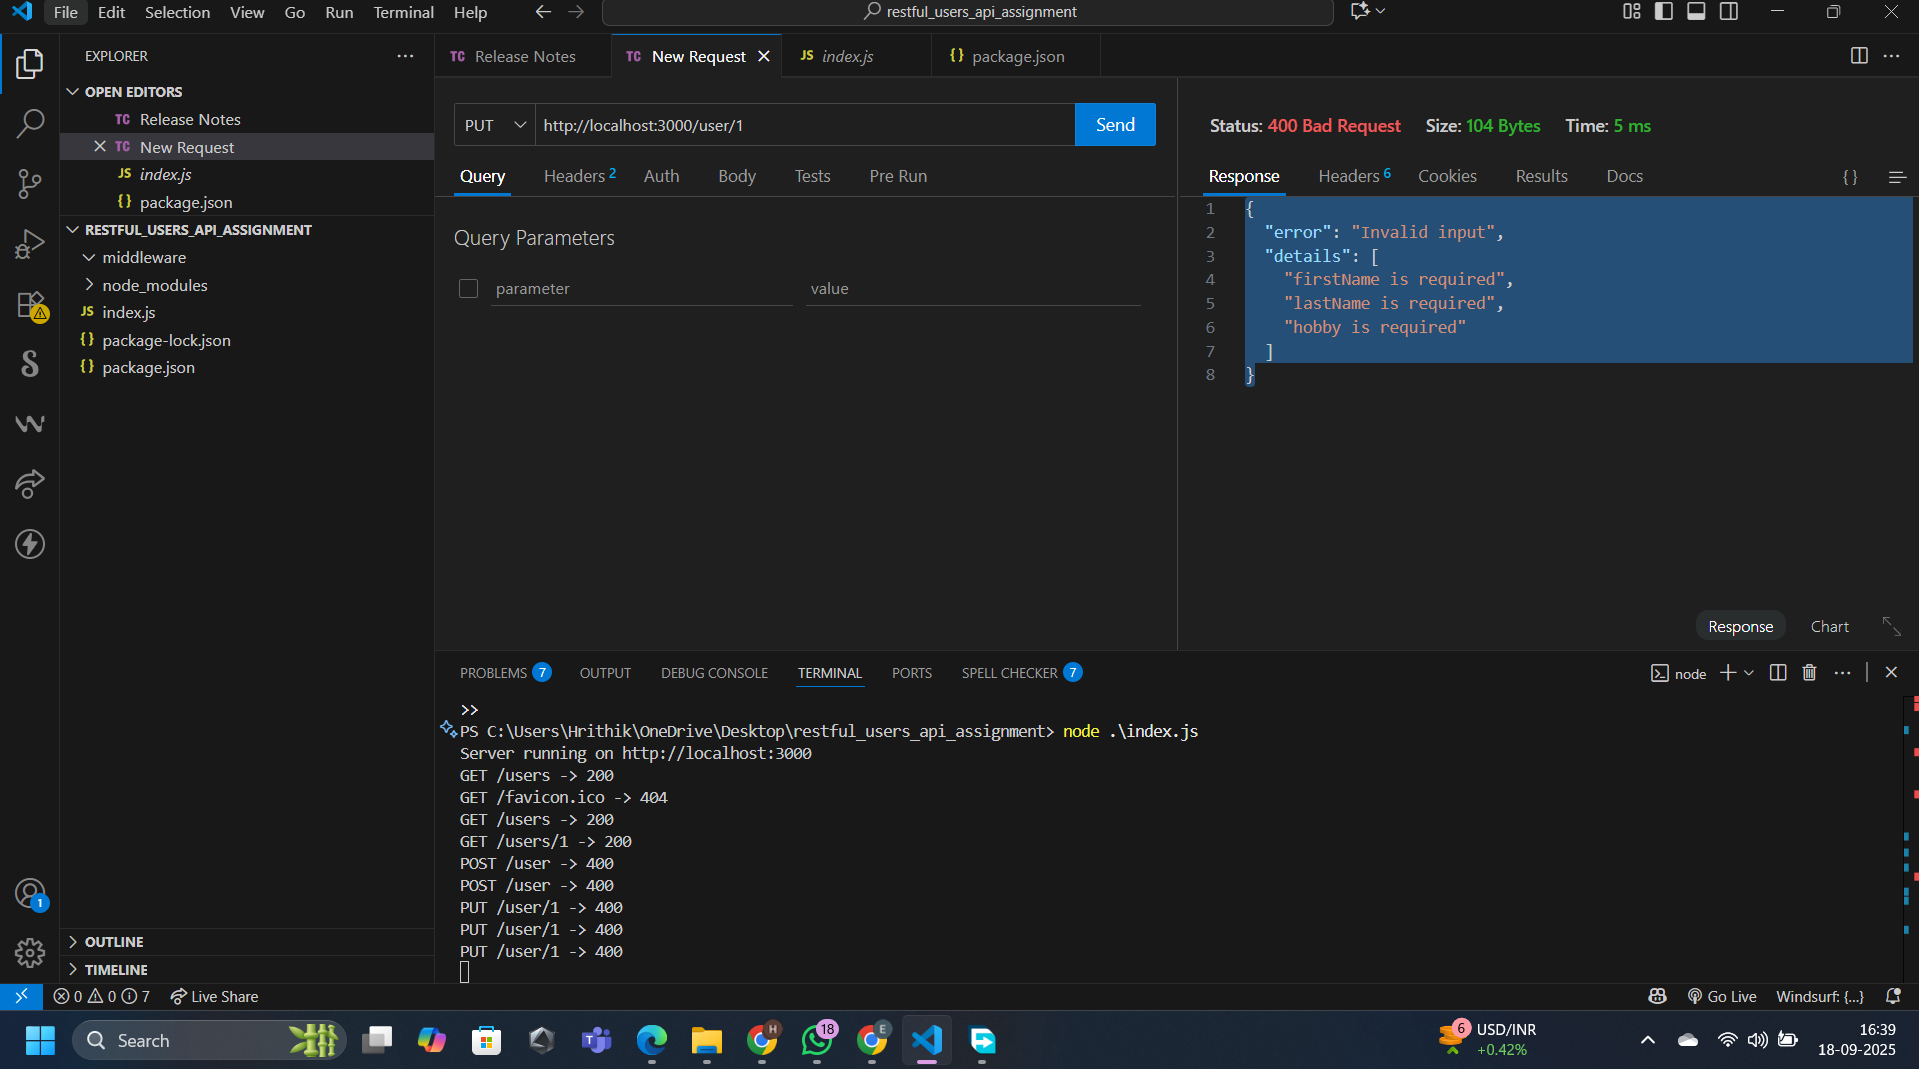 File Edit Selection View Go Run Terminal Help
restful_users_api_assignment
EXPLORER
OPEN EDITORS
TC Release Notes
TC New Request
JS index.js
{} package.json
RESTFUL_USERS_API_ASSIGNMENT
middleware
node_modules
JS index.js
{} package-lock.json
{} package.json
OUTLINE
TIMELINE
1
TC Release Notes
TC New Request
JS index.js
{} package.json
PUT http://localhost:3000/user/1 Send
Query Headers 2 Auth Body Tests Pre Run
Query Parameters
parameter value
Status: 400 Bad Request Size: 104 Bytes Time: 5 ms
Response Headers 6 Cookies Results Docs {}
1 {
2 "error": "Invalid input",
3 "details": [
4 "firstName is required",
5 "lastName is required",
6 "hobby is required"
7 ]
8 }
Response Chart
PROBLEMS 7 OUTPUT DEBUG CONSOLE TERMINAL PORTS SPELL CHECKER 7
node
>>
PS C:\Users\Hrithik\OneDrive\Desktop\restful_users_api_assignment> node .\index.js
Server running on http://localhost:3000
GET /users -> 200
GET /favicon.ico -> 404
GET /users -> 200
GET /users/1 -> 200
POST /user -> 400
POST /user -> 400
PUT /user/1 -> 400
PUT /user/1 -> 400
PUT /user/1 -> 400
0 0 7 Live Share
Go Live Windsurf: {...}
Search
H
18
E
6
USD/INR
+0.42%
16:39
18-09-2025